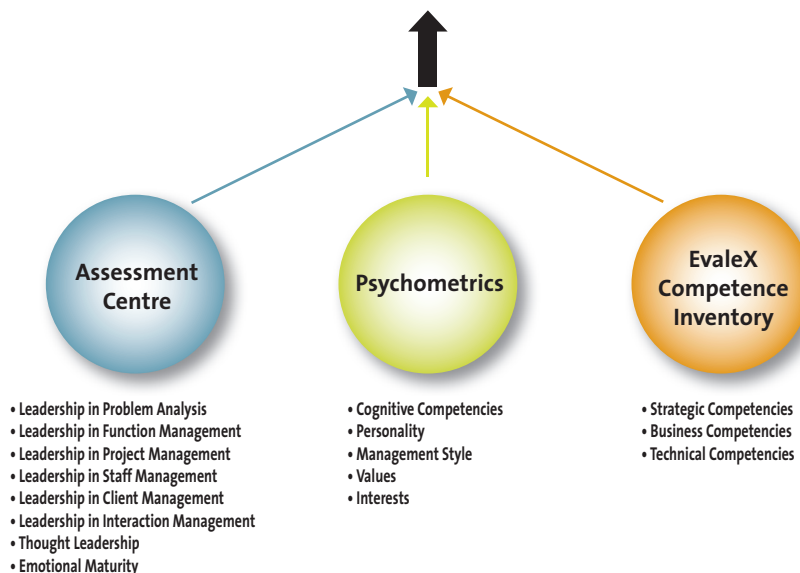 Assessment
Centre
Psychometrics
EvaleX
Competence
Inventory
• Leadership in Problem Analysis
• Leadership in Function Management
• Leadership in Project Management
• Leadership in Staff Management
• Leadership in Client Management
• Leadership in Interaction Management
• Thought Leadership
• Emotional Maturity
• Cognitive Competencies
• Personality
• Management Style
• Values
• Interests
• Strategic Competencies
• Business Competencies
• Technical Competencies